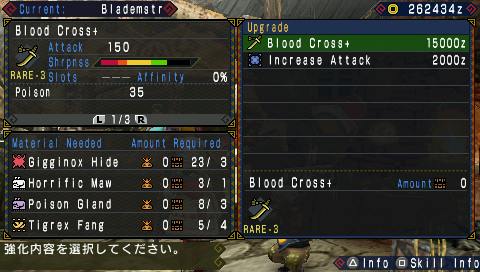 Current: Blademstr
262434z
Blood Cross+
Attack 150
Shrpnss
RARE-3
Slots ——— Affinity 0%
Poison 35
L 1/3 R
Upgrade
Blood Cross+ 15000z
Increase Attack 2000z
Material Needed Amount Required
Gigginox Hide 0 23/ 3
Horrific Maw 0 3/ 1
Poison Gland 0 8/ 3
Tigrex Fang 0 5/ 4
Blood Cross+ Amount 0
RARE-3
強化内容を選択してください。
Info Skill Info